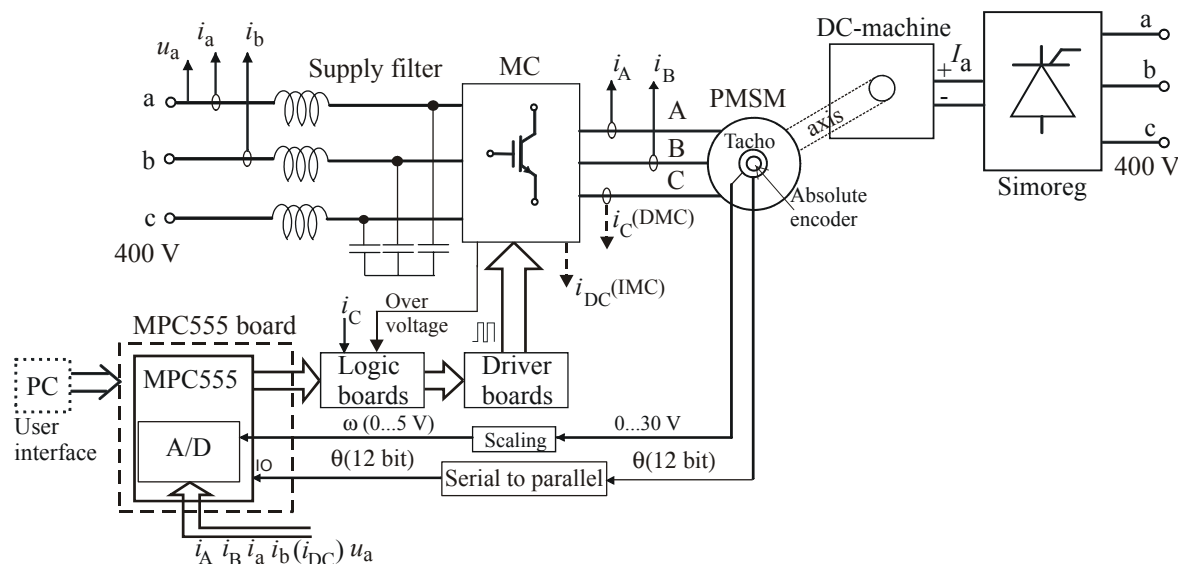 DC-machine
a
u_a
i_a
i_b
i_A
i_B
I_a
+
-
b
Supply filter
MC
PMSM
a
A
axis
Tacho
b
B
c
400 V
C
Simoreg
Absolute
encoder
c
400 V
i_C(DMC)
i_DC(IMC)
i_C
Over
voltage
MPC555 board
PC
MPC555
Logic
boards
Driver
boards
User
interface
ω (0...5 V)
Scaling
0...30 V
A/D
IO
θ(12 bit)
Serial to parallel
θ(12 bit)
i_A i_B i_a i_b (i_DC) u_a